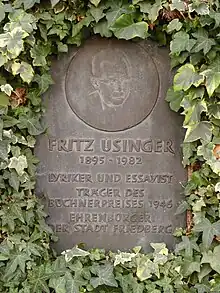 FRITZ USINGER
1895 - 1982
LYRIKER UND ESSAYIST
TRÄGER DES
BÜCHNERPREISES 1946
EHRENBÜRGER
DER STADT FRIEDBERG